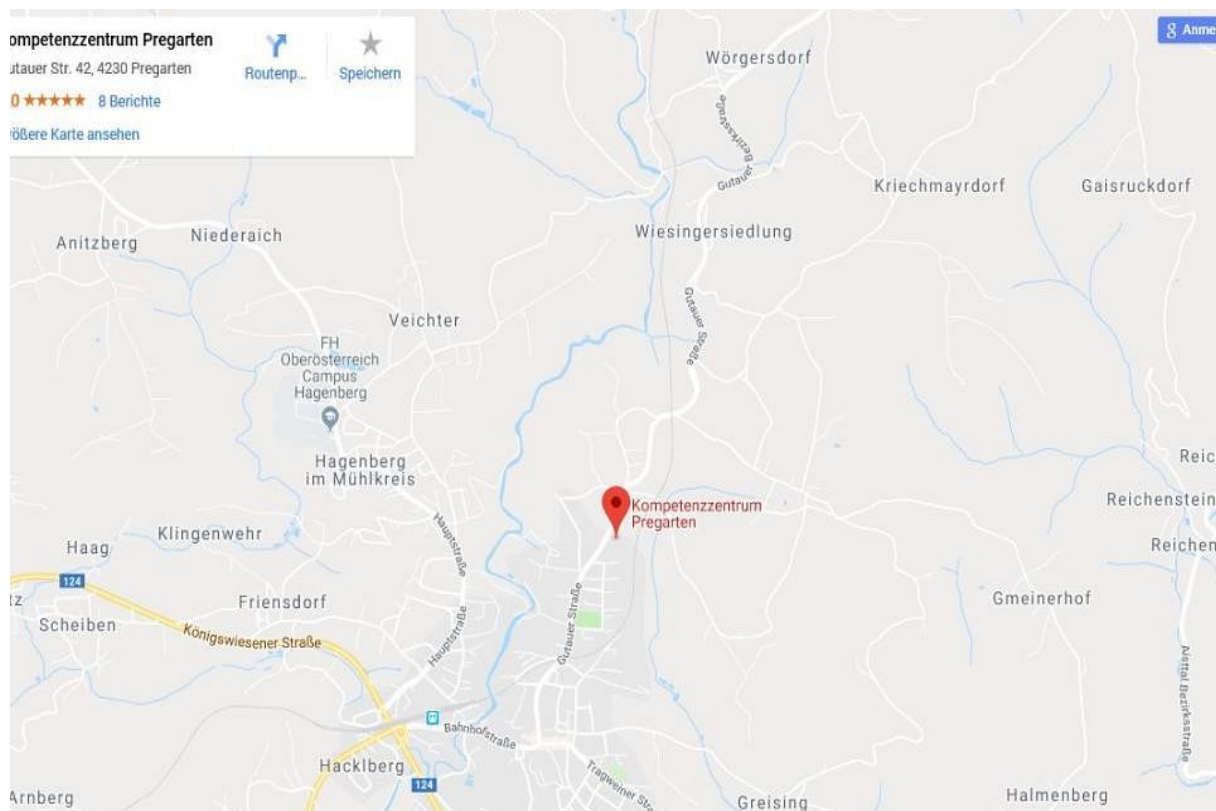 ompetenzzentrum Pregarten
utauer Str. 42, 4230 Pregarten
0 ★★★★★ 8 Berichte
rößere Karte ansehen
Routenp...
Speichern
Anme
Wörgersdorf
Gutauer Bezirksstraße
Kriechmayrdorf
Gaisruckdorf
Wiesingersiedlung
Anitzberg
Niederaich
Veichter
Gutauer Straße
FH
Oberösterreich
Campus
Hagenberg
Hagenberg
im Mühlkreis
Kompetenzzentrum
Pregarten
Reic
Reichenstein
Reichen
Klingenwehr
Haag
Hauptstraße
124
tz
Scheiben
Friensdorf
Königswiesener Straße
Hauptstraße
Gutauer Straße
Gmeinerhof
Aisttal Bezirksstraße
Bahnhofstraße
Hacklberg
124
Tragweiner Str
Arnberg
Greising
Halmenberg